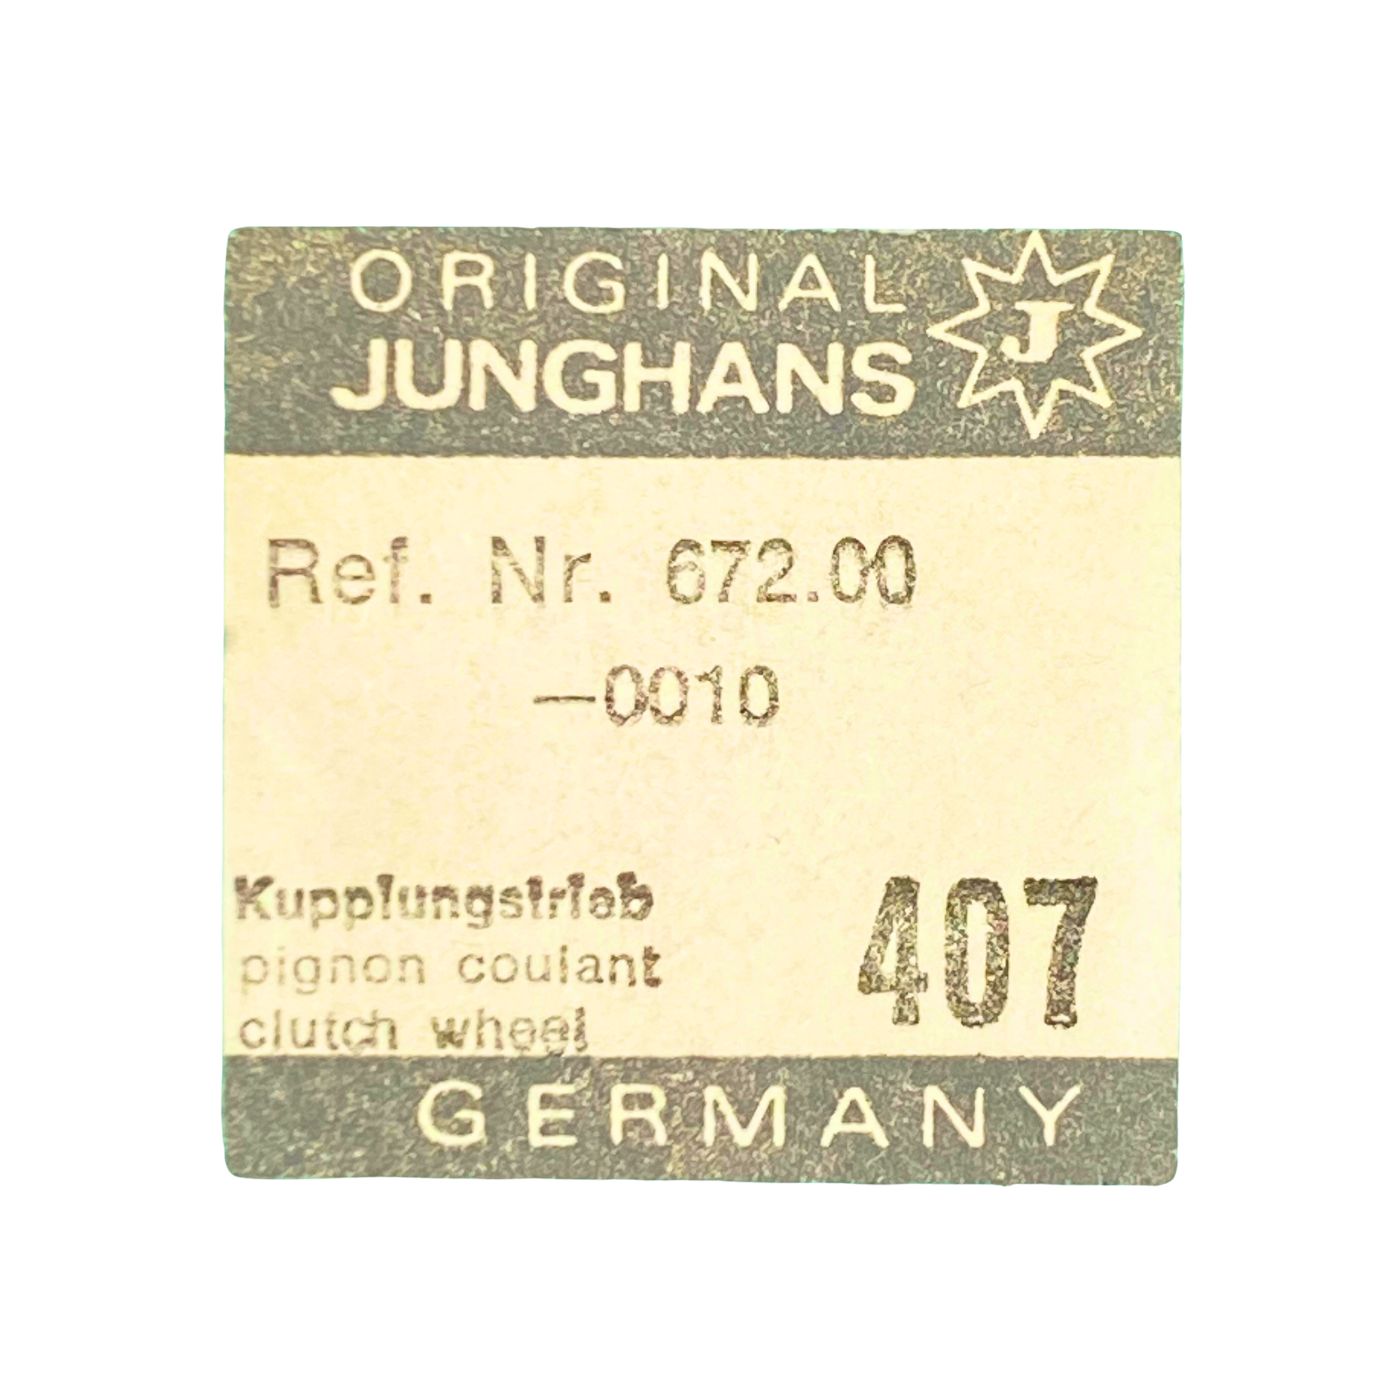 ORIGINAL
JUNGHANS
J
Ref. Nr. 672.00
—0010
Kupplungstrieb
pignon coulant
clutch wheel
407
GERMANY